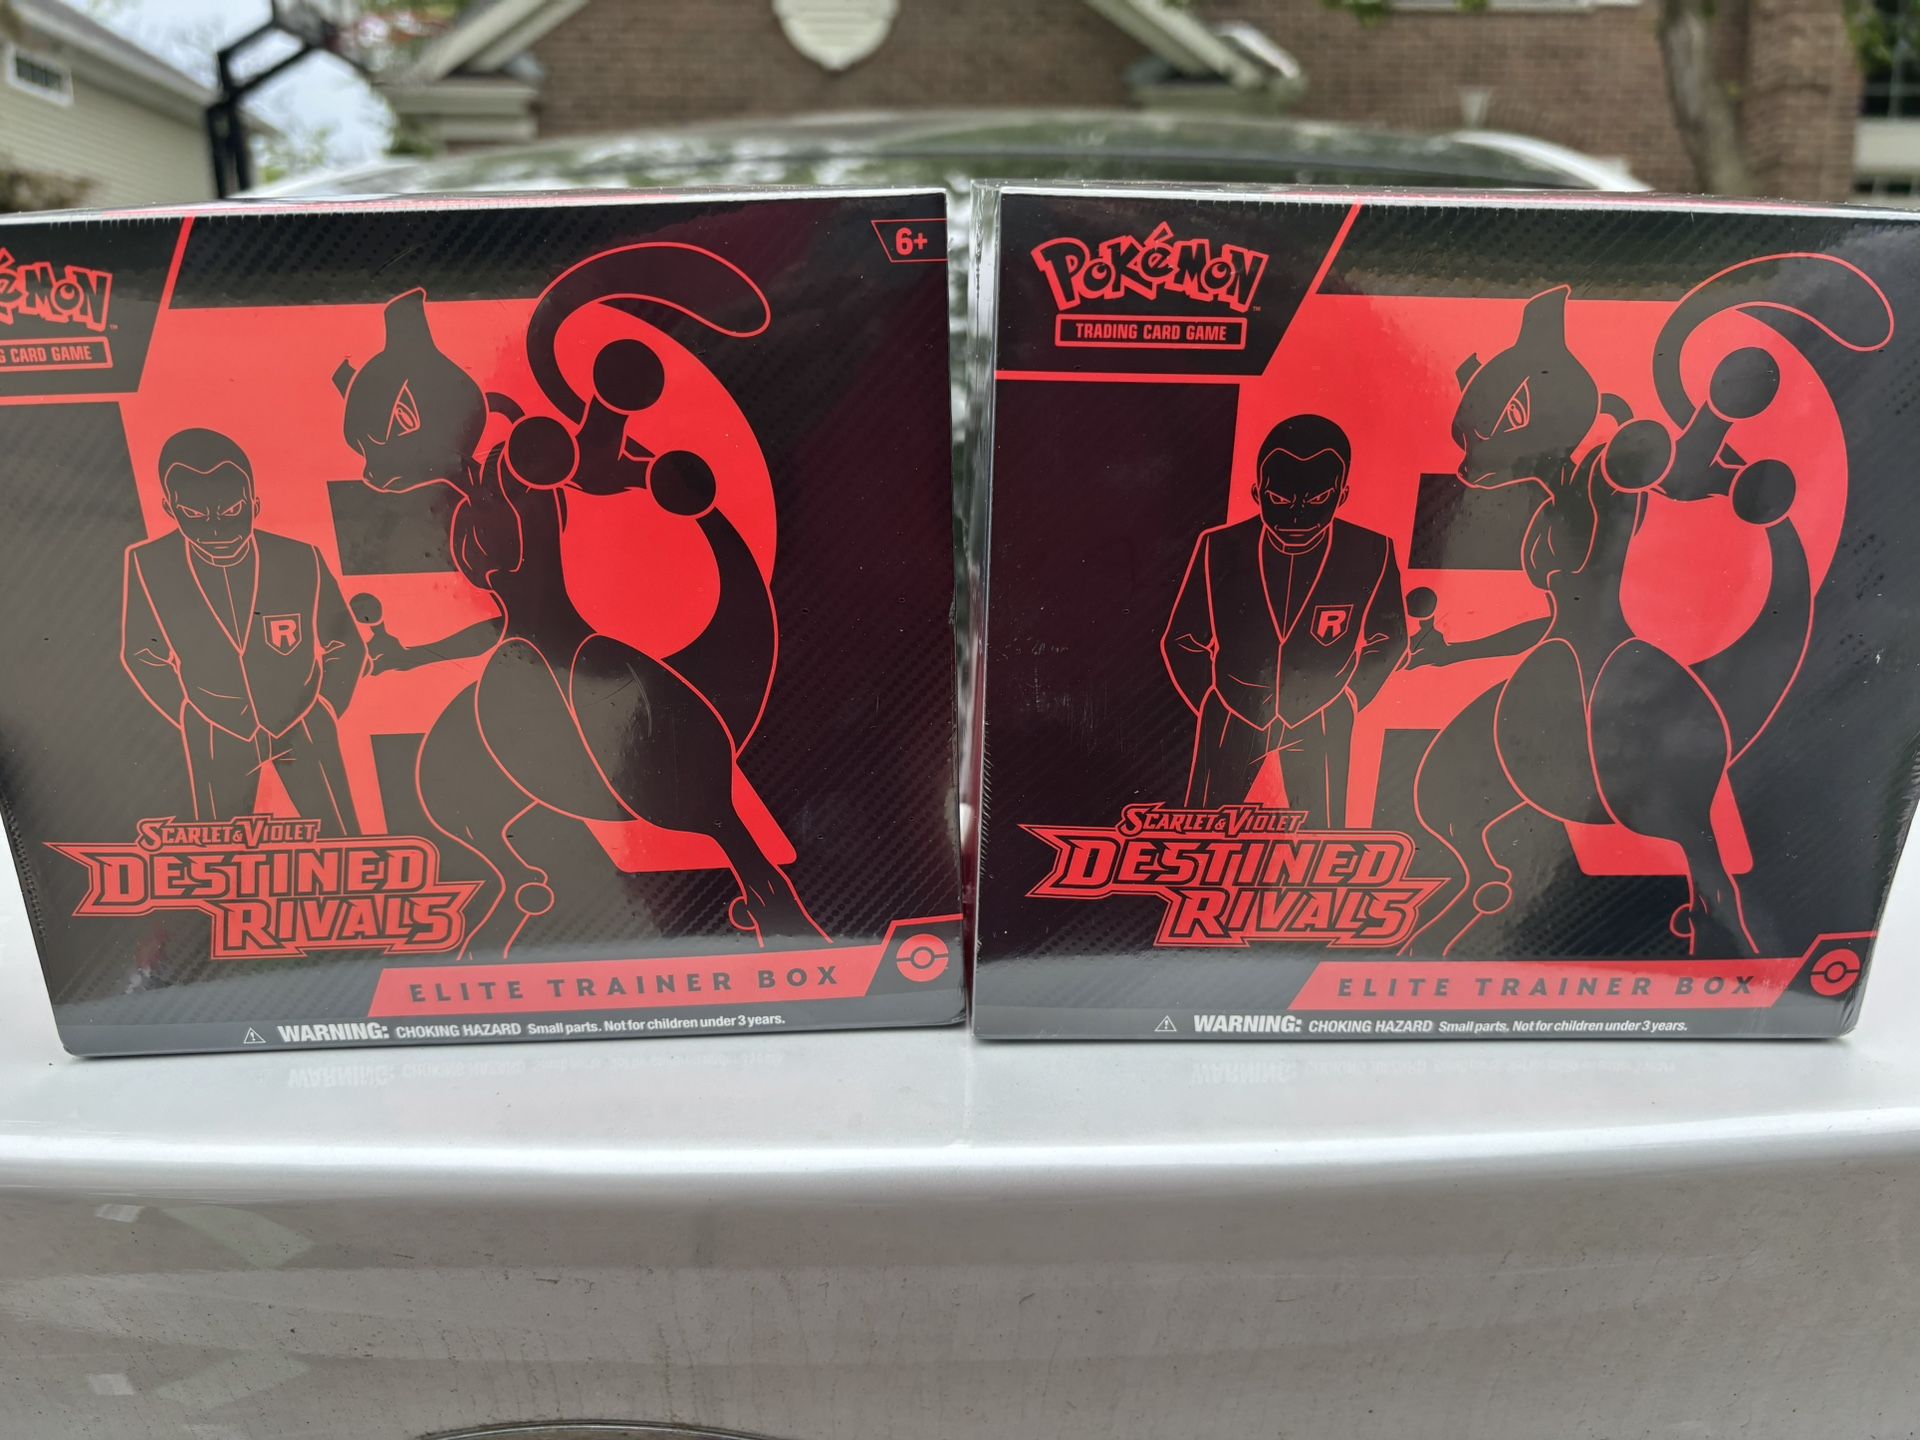 6+
émon™
G CARD GAME
R
SCARLET & VIOLET
DESTINED
RIVALS
ELITE TRAINER BOX
WARNING: CHOKING HAZARD Small parts. Not for children under 3 years.
POKéMON™
TRADING CARD GAME
R
SCARLET & VIOLET
DESTINED
RIVALS
ELITE TRAINER BOX
WARNING: CHOKING HAZARD Small parts. Not for children under 3 years.